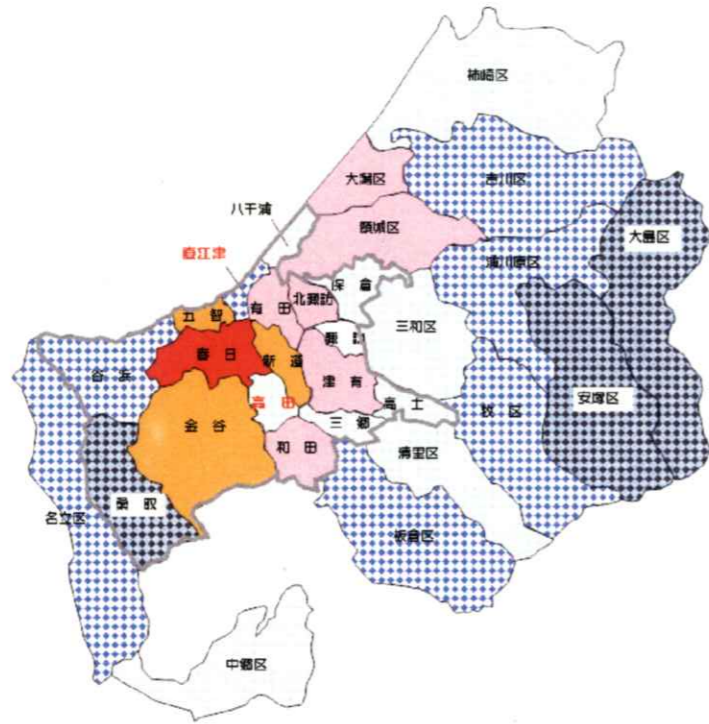 柿崎区
大潟区
吉川区
八千浦
頸城区
大島区
直江津
浦川原区
保倉
北諏訪
有田
五智
三和区
諏訪
春日
新道
谷浜
津有
安塚区
高田
高士
牧区
金谷
三郷
和田
清里区
桑取
名立区
板倉区
中郷区